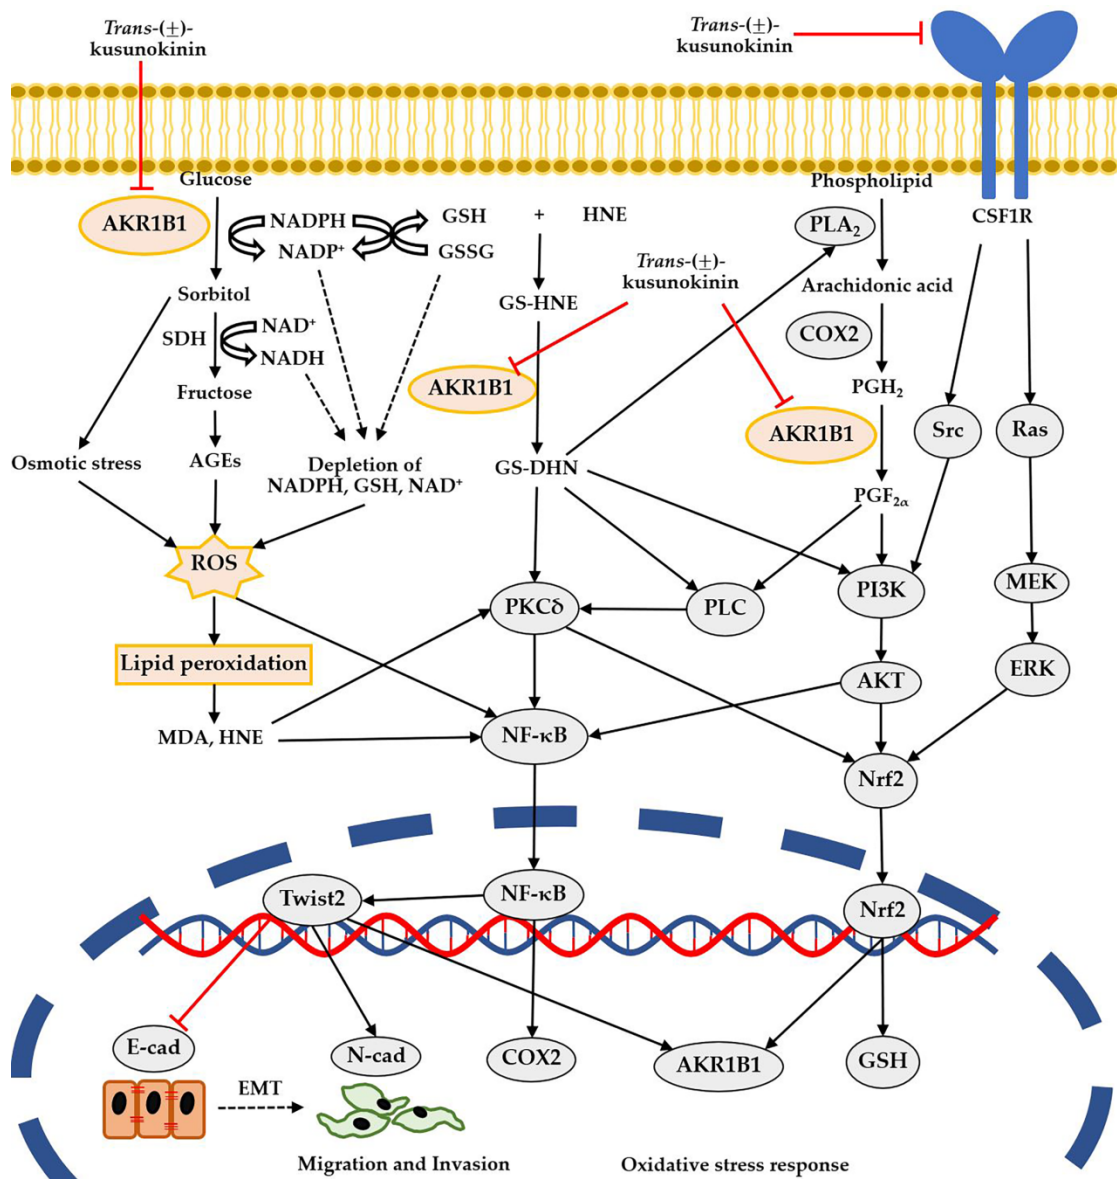 Trans-(±)-
kusunokinin
Trans-(±)-
kusunokinin
Glucose
Phospholipid
AKR1B1
NADPH
NADP⁺
GSH + HNE
GSSG
PLA₂
CSF1R
Trans-(±)-
kusunokinin
Sorbitol
GS-HNE
Arachidonic acid
SDH
NAD⁺
NADH
COX2
Fructose
AKR1B1
PGH₂
AKR1B1
Src
Ras
Osmotic stress
AGEs
Depletion of
NADPH, GSH, NAD⁺
GS-DHN
PGF₂α
ROS
PKCδ
PLC
PI3K
MEK
Lipid peroxidation
AKT
ERK
MDA, HNE
NF-κB
Nrf2
Twist2
NF-κB
Nrf2
E-cad
N-cad
COX2
AKR1B1
GSH
EMT
Migration and Invasion
Oxidative stress response